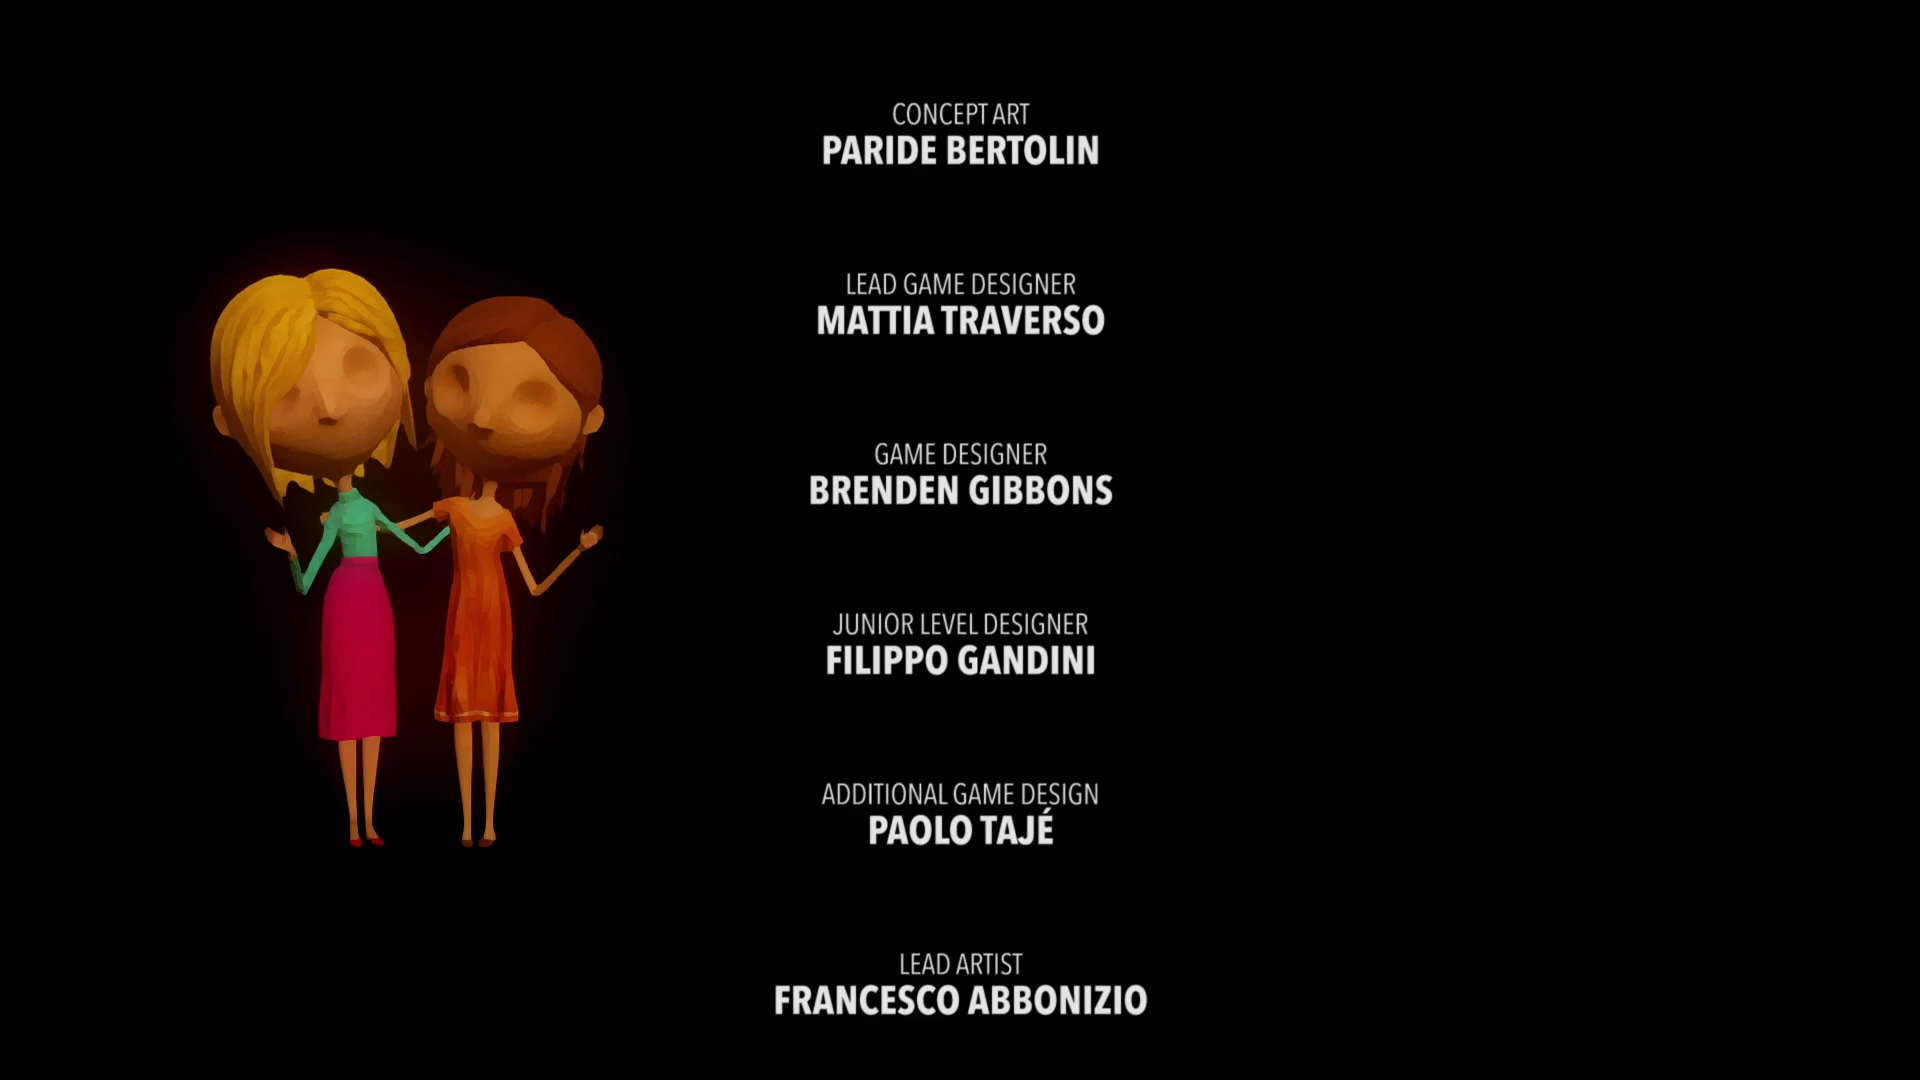 CONCEPT ART
PARIDE BERTOLIN
LEAD GAME DESIGNER
MATTIA TRAVERSO
GAME DESIGNER
BRENDEN GIBBONS
JUNIOR LEVEL DESIGNER
FILIPPO GANDINI
ADDITIONAL GAME DESIGN
PAOLO TAJÉ
LEAD ARTIST
FRANCESCO ABBONIZIO